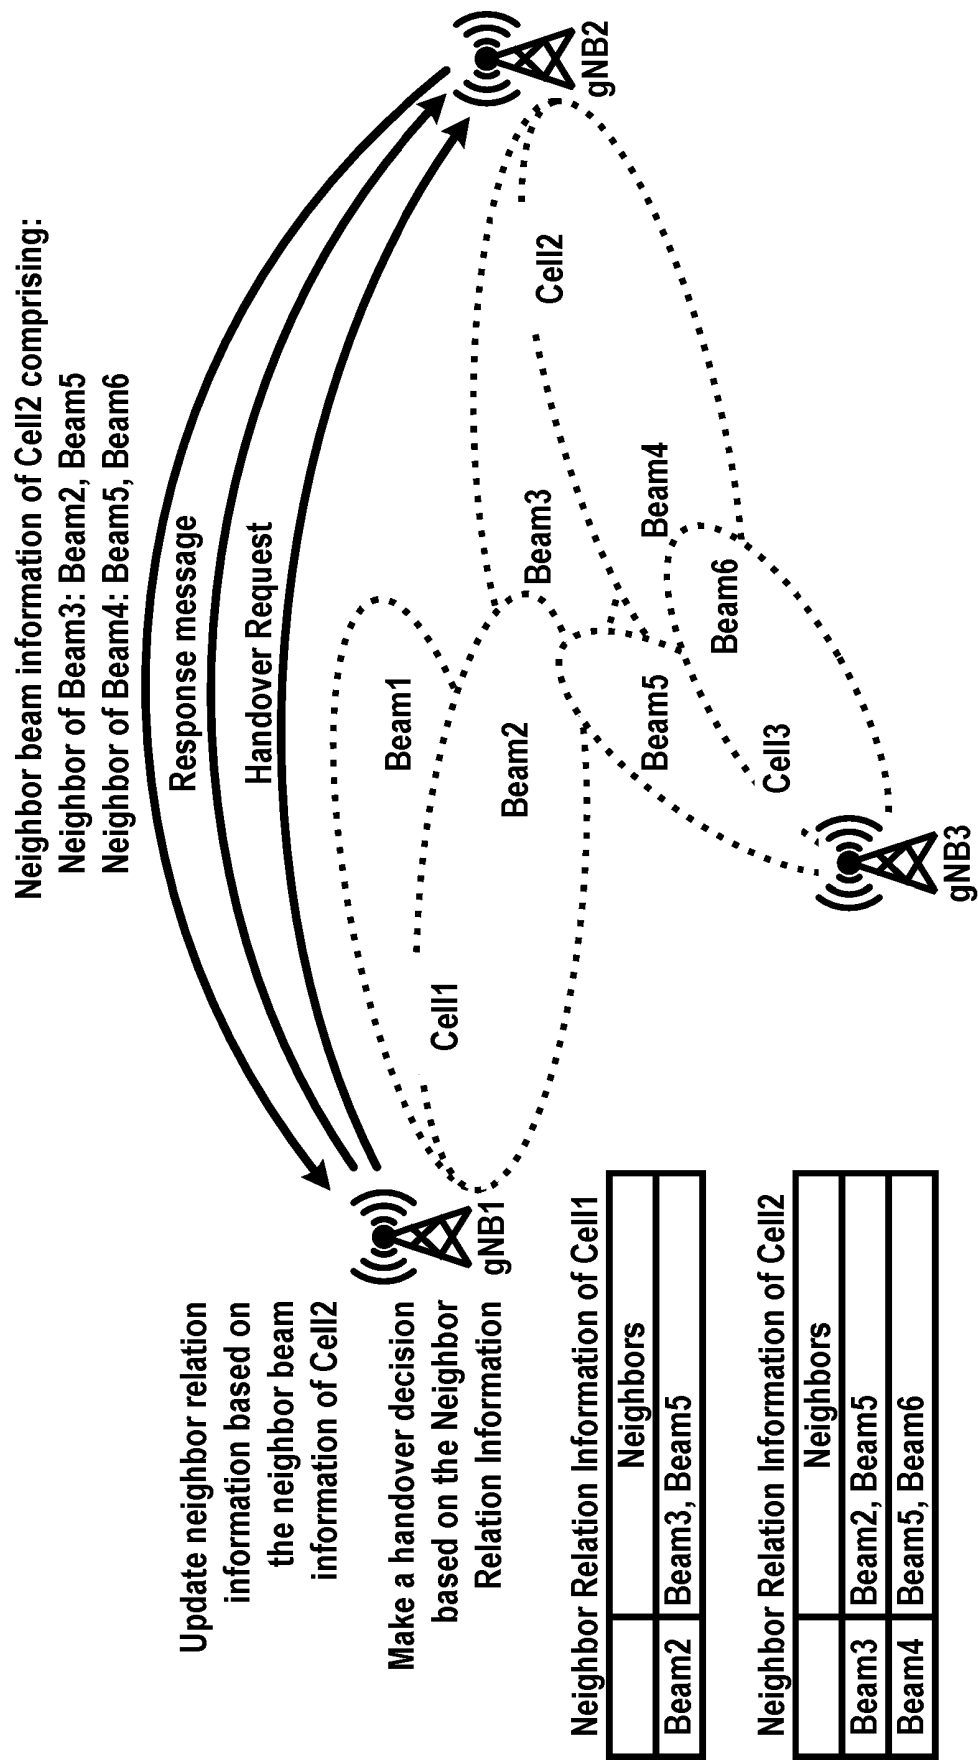 Neighbor beam information of Cell2 comprising:
Neighbor of Beam3: Beam2, Beam5
Neighbor of Beam4: Beam5, Beam6
Response message
Handover Request
Update neighbor relation
information based on
the neighbor beam
information of Cell2
Make a handover decision
based on the Neighbor
Relation Information
gNB1
gNB2
Cell1
Beam1
Beam2
Beam3
Cell2
Beam4
Beam5
Beam6
Cell3
gNB3
Neighbor Relation Information of Cell1
Neighbors
Beam2 Beam3, Beam5
Neighbor Relation Information of Cell2
Neighbors
Beam3 Beam2, Beam5
Beam4 Beam5, Beam6